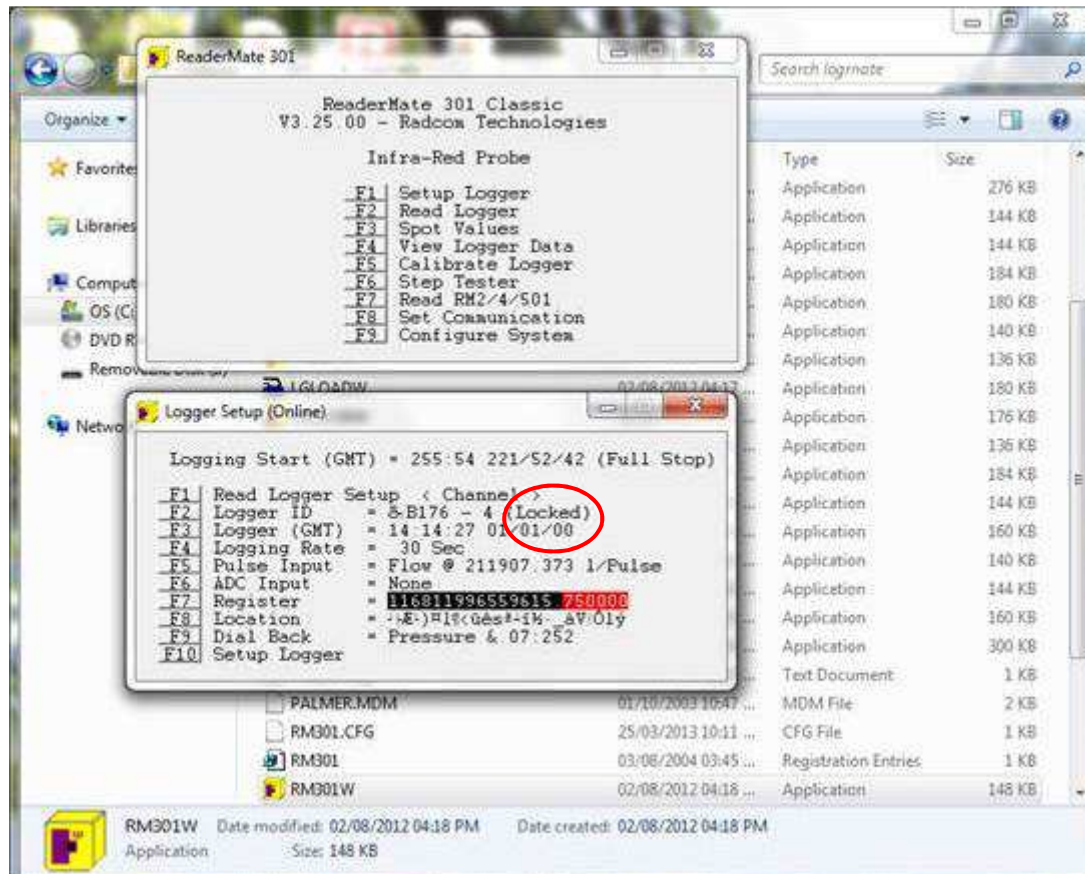 ReaderMate 301
Search logrnate
ReaderMate 301 Classic
V3.25.00 - Radcom Technologies
Infra-Red Probe
F1 Setup Logger
F2 Read Logger
F3 Spot Values
F4 View Logger Data
F5 Calibrate Logger
F6 Step Tester
F7 Read RM2/4/501
F8 Set Communication
F9 Configure System
Organize
Favorites
Libraries
Comput
OS (C:
DVD R
Netwo
Type Size
Application 276 KB
Application 144 KB
Application 144 KB
Application 184 KB
Application 180 KB
Application 140 KB
Application 136 KB
LGLOADW 02/08/2012 04:17 ... Application 180 KB
Application 176 KB
Application 136 KB
Application 184 KB
Application 144 KB
Application 160 KB
Application 140 KB
Application 144 KB
Application 160 KB
Application 300 KB
Text Document 1 KB
Logger Setup (Online)
Logging Start (GMT) = 255:54 221/52/42 (Full Stop)
F1 Read Logger Setup < Channel >
F2 Logger ID = &B176 - 4 (Locked)
F3 Logger (GMT) = 14:14:27 01/01/00
F4 Logging Rate = 30 Sec
F5 Pulse Input = Flow @ 211907.373 l/Pulse
F6 ADC Input = None
F7 Register = 116811996559615.750000
F8 Location =
F9 Dial Back = Pressure & 07:252
F10 Setup Logger
PALMER.MDM 01/10/2003 10:47 ... MDM File 2 KB
RM301.CFG 25/03/2013 10:11 ... CFG File 1 KB
RM301 03/08/2004 03:45 ... Registration Entries 1 KB
RM301W 02/08/2012 04:18 ... Application 148 KB
RM301W Date modified: 02/08/2012 04:18 PM Date created: 02/08/2012 04:18 PM
Application Size: 148 KB